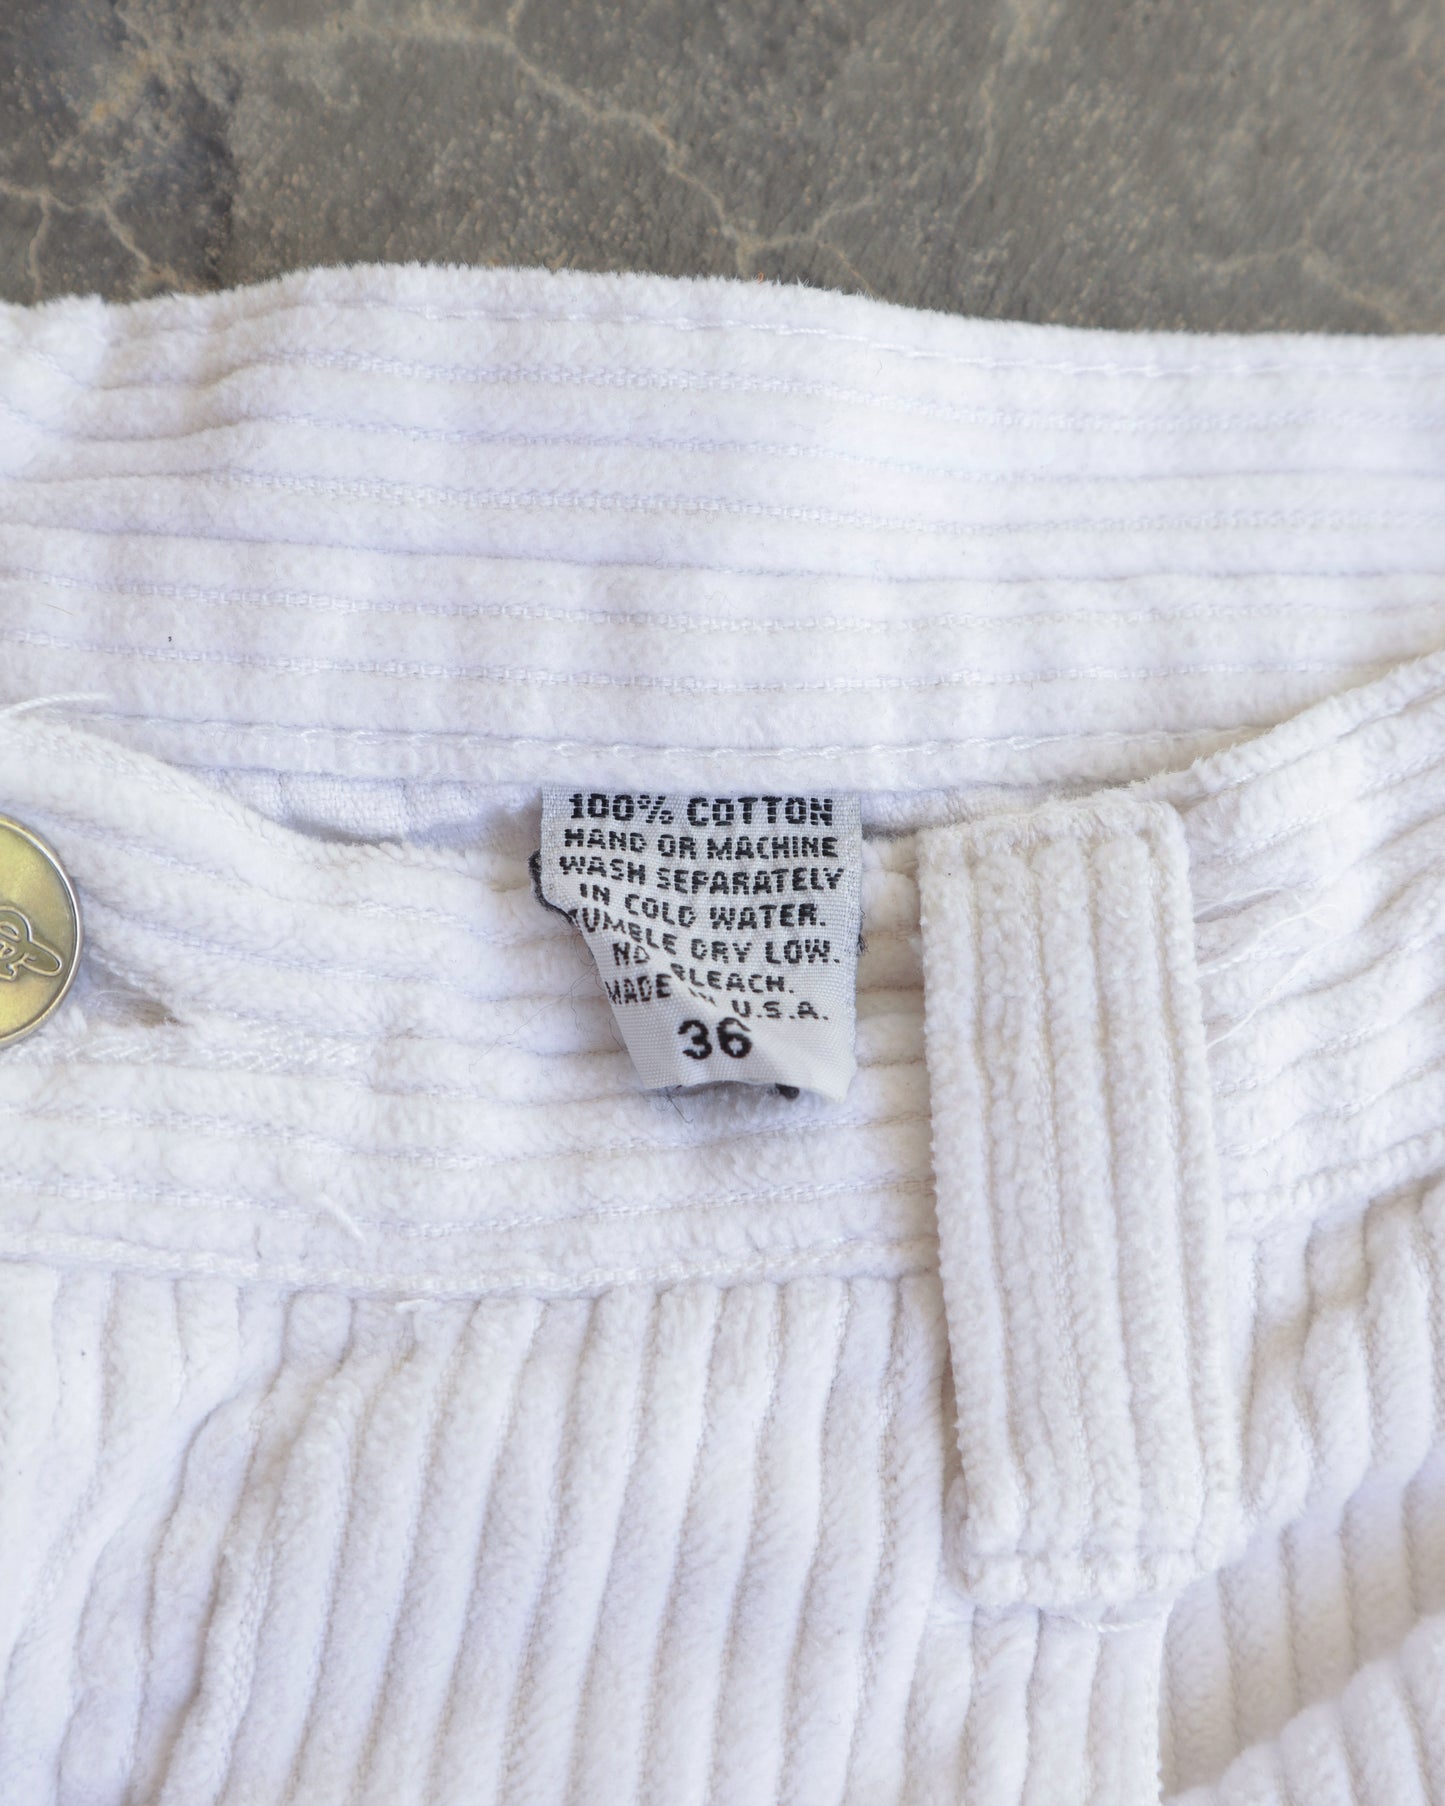 100% COTTON
HAND OR MACHINE
WASH SEPARATELY
IN COLD WATER.
TUMBLE DRY LOW.
NO BLEACH.
MADE IN U.S.A.
36